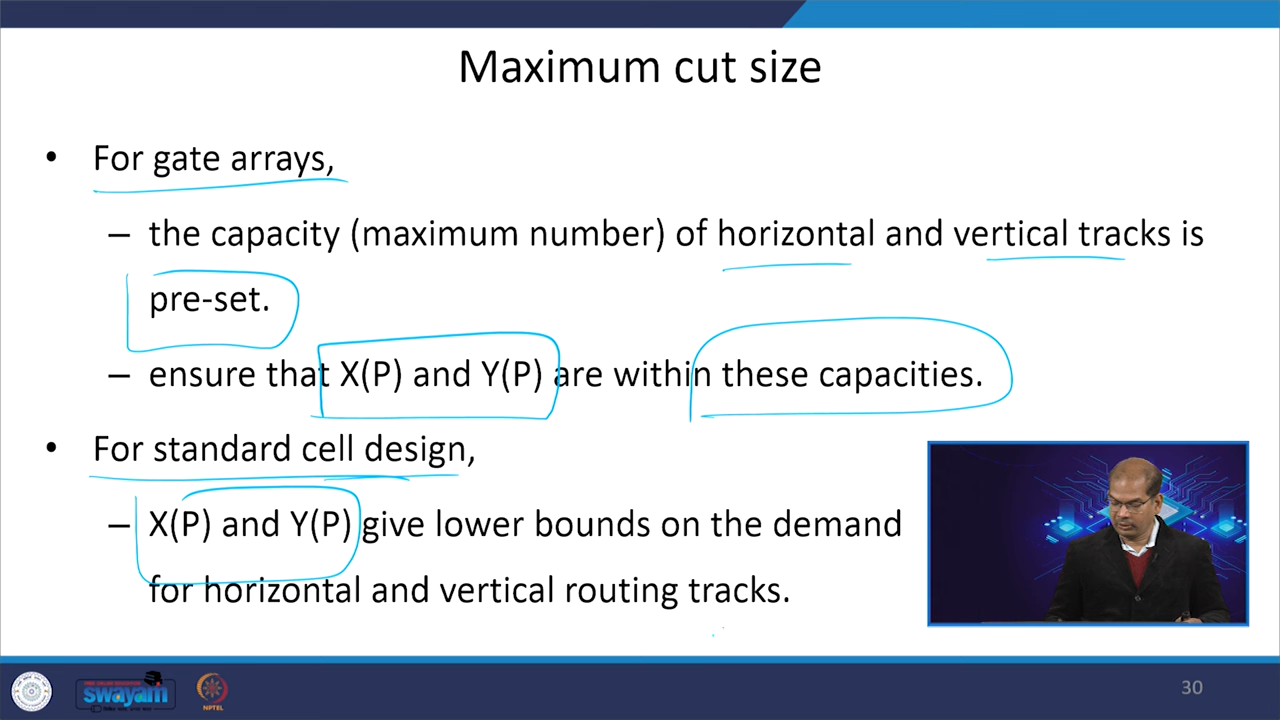 Maximum cut size
• For gate arrays,
– the capacity (maximum number) of horizontal and vertical tracks is
pre-set.
– ensure that X(P) and Y(P) are within these capacities.
• For standard cell design,
– X(P) and Y(P) give lower bounds on the demand
for horizontal and vertical routing tracks.
swayam
NPTEL
30